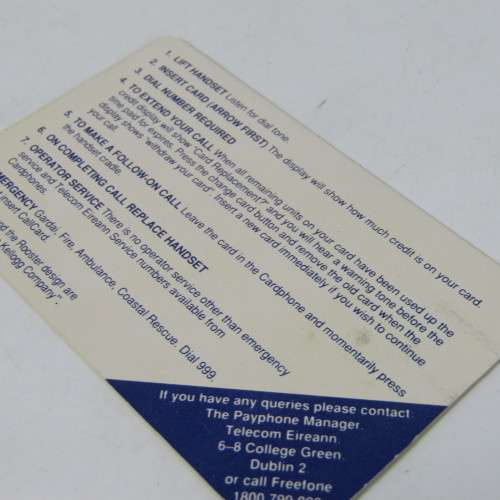 1. LIFT HANDSET Listen for dial tone.
2. INSERT CARD (ARROW FIRST) The display will show how much credit is on your card.
3. DIAL NUMBER REQUIRED
4. TO EXTEND YOUR CALL When all remaining units on your card have been used up the
credit display will show "Card Replacement?" and you will hear a warning tone before the
time paid for expires. Press the change card button and remove the old card when the
display shows "withdraw your card". Insert a new card immediately if you wish to continue
your call.
5. TO MAKE A FOLLOW-ON CALL Leave the card in the Cardphone and momentarily press
the handset cradle.
6. ON COMPLETING CALL REPLACE HANDSET
7. OPERATOR SERVICE There is no operator service other than emergency
service and Telecom Eireann Service numbers available from
Cardphones.
EMERGENCY Gardai, Fire, Ambulance, Coastal Rescue. Dial 999.
insert CallCard.
and the Rooster design are
Kellogg Company".
If you have any queries please contact
The Payphone Manager.
Telecom Eireann.
6-8 College Green.
Dublin 2
or call Freefone
1800 790